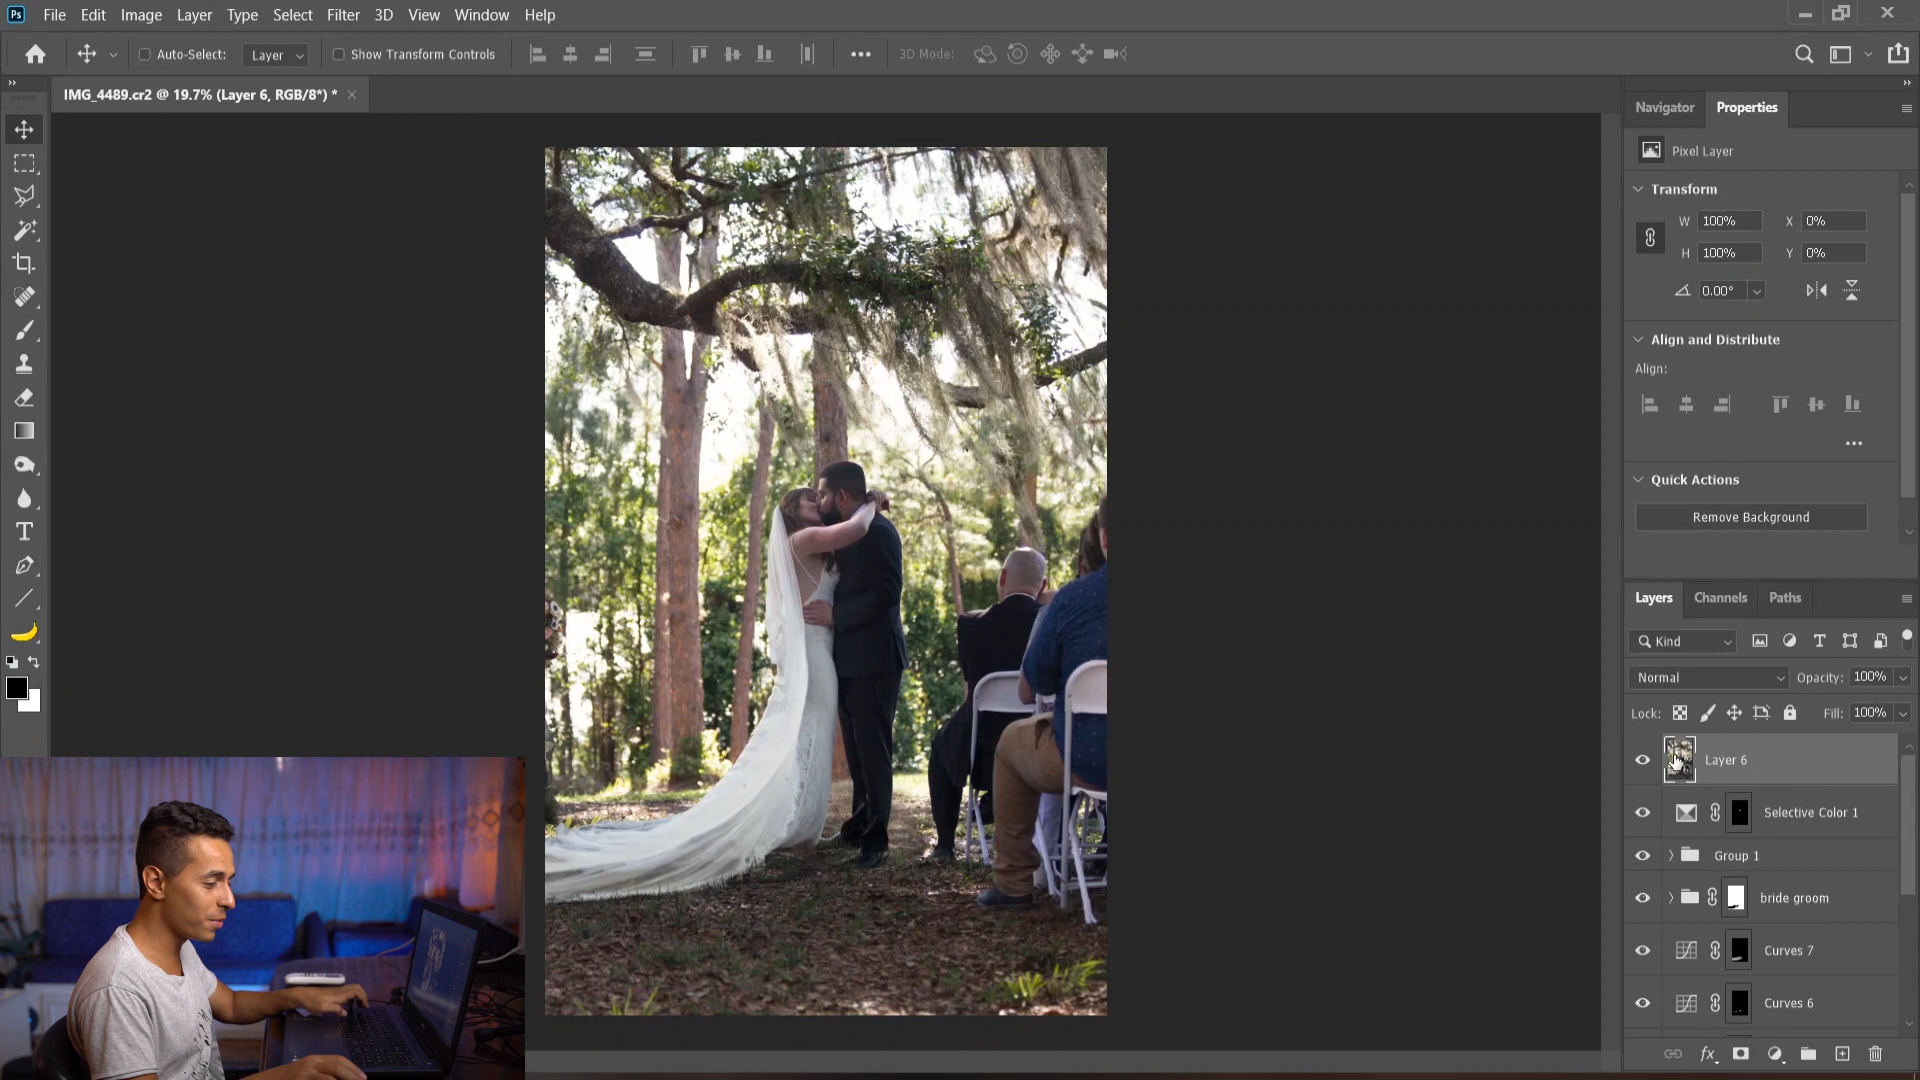 Ps File Edit Image Layer Type Select Filter 3D View Window Help
Auto-Select: Layer Show Transform Controls 3D Mode:
IMG_4489.cr2 @ 19.7% (Layer 6, RGB/8*) *
Navigator Properties
Pixel Layer
Transform
W 100% X 0%
H 100% Y 0%
0.00°
Align and Distribute
Align:
Quick Actions
Remove Background
Layers Channels Paths
Kind
Normal Opacity: 100%
Lock: Fill: 100%
Layer 6
Selective Color 1
Group 1
bride groom
Curves 7
Curves 6